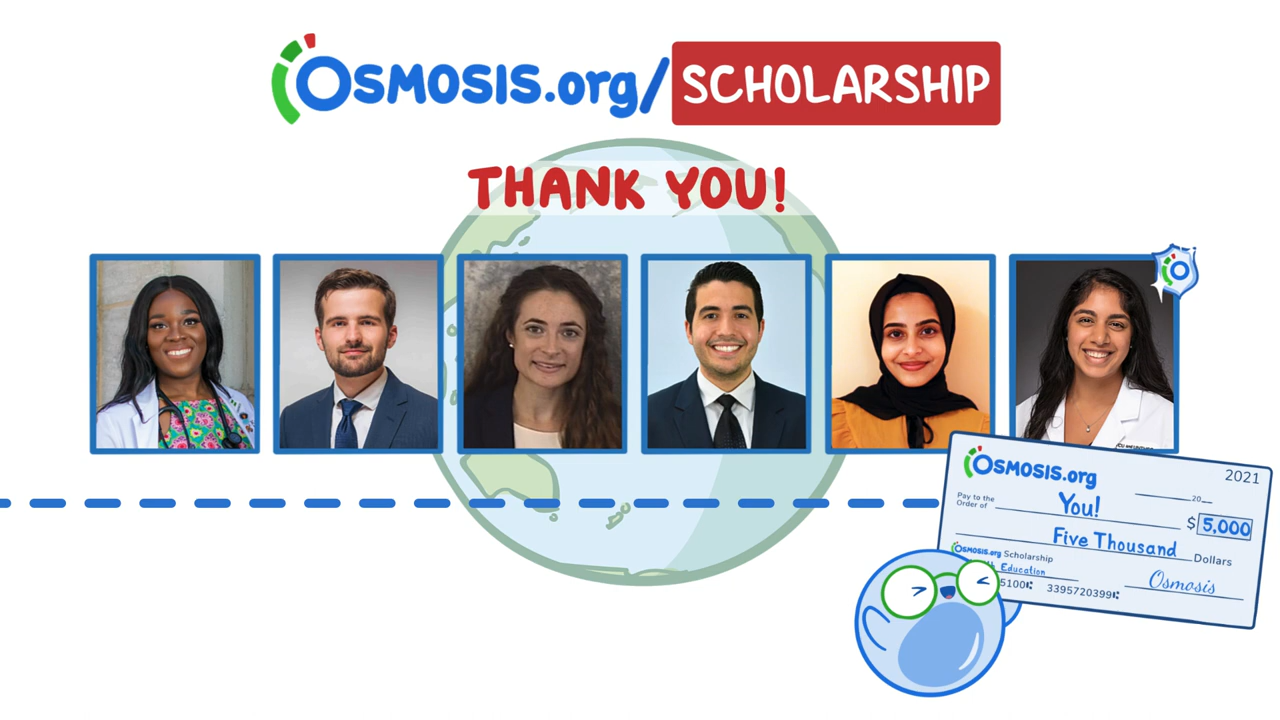 OSMOSIS.org/SCHOLARSHIP
THANK YOU!
OSMOSIS.org
2021
20
Pay to the
Order of
You!
$ 5,000
Five Thousand
Dollars
OSMOSIS.org Scholarship
Education
Osmosis
5100
3395720399